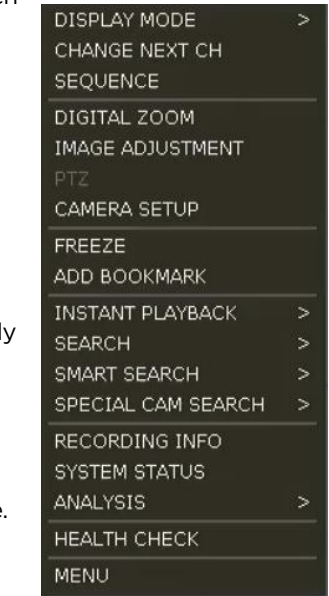 DISPLAY MODE >
CHANGE NEXT CH
SEQUENCE
DIGITAL ZOOM
IMAGE ADJUSTMENT
PTZ
CAMERA SETUP
FREEZE
ADD BOOKMARK
INSTANT PLAYBACK >
SEARCH >
SMART SEARCH >
SPECIAL CAM SEARCH >
RECORDING INFO
SYSTEM STATUS
ANALYSIS >
HEALTH CHECK
MENU